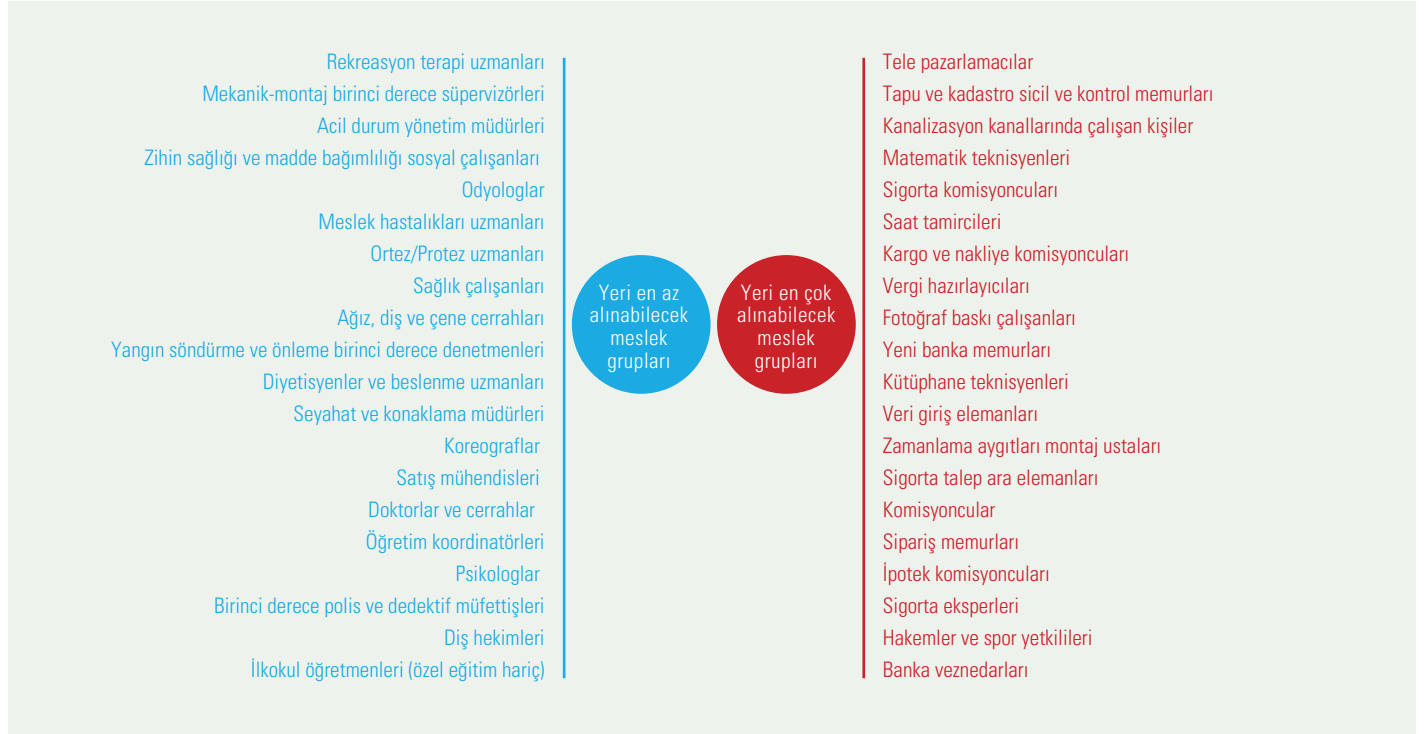 Rekreasyon terapi uzmanları
Mekanik-montaj birinci derece süpervizörleri
Acil durum yönetim müdürleri
Zihin sağlığı ve madde bağımlılığı sosyal çalışanları
Odyologlar
Meslek hastalıkları uzmanları
Ortez/Protez uzmanları
Sağlık çalışanları
Ağız, diş ve çene cerrahları
Yangın söndürme ve önleme birinci derece denetmenleri
Diyetisyenler ve beslenme uzmanları
Seyahat ve konaklama müdürleri
Koreograflar
Satış mühendisleri
Doktorlar ve cerrahlar
Öğretim koordinatörleri
Psikologlar
Birinci derece polis ve dedektif müfettişleri
Diş hekimleri
İlkokul öğretmenleri (özel eğitim hariç)
Yeri en az
alınabilecek
meslek
grupları
Yeri en çok
alınabilecek
meslek
grupları
Tele pazarlamacılar
Tapu ve kadastro sicil ve kontrol memurları
Kanalizasyon kanallarında çalışan kişiler
Matematik teknisyenleri
Sigorta komisyoncuları
Saat tamircileri
Kargo ve nakliye komisyoncuları
Vergi hazırlayıcıları
Fotoğraf baskı çalışanları
Yeni banka memurları
Kütüphane teknisyenleri
Veri giriş elemanları
Zamanlama aygıtları montaj ustaları
Sigorta talep ara elemanları
Komisyoncular
Sipariş memurları
İpotek komisyoncuları
Sigorta eksperleri
Hakemler ve spor yetkilileri
Banka veznedarları